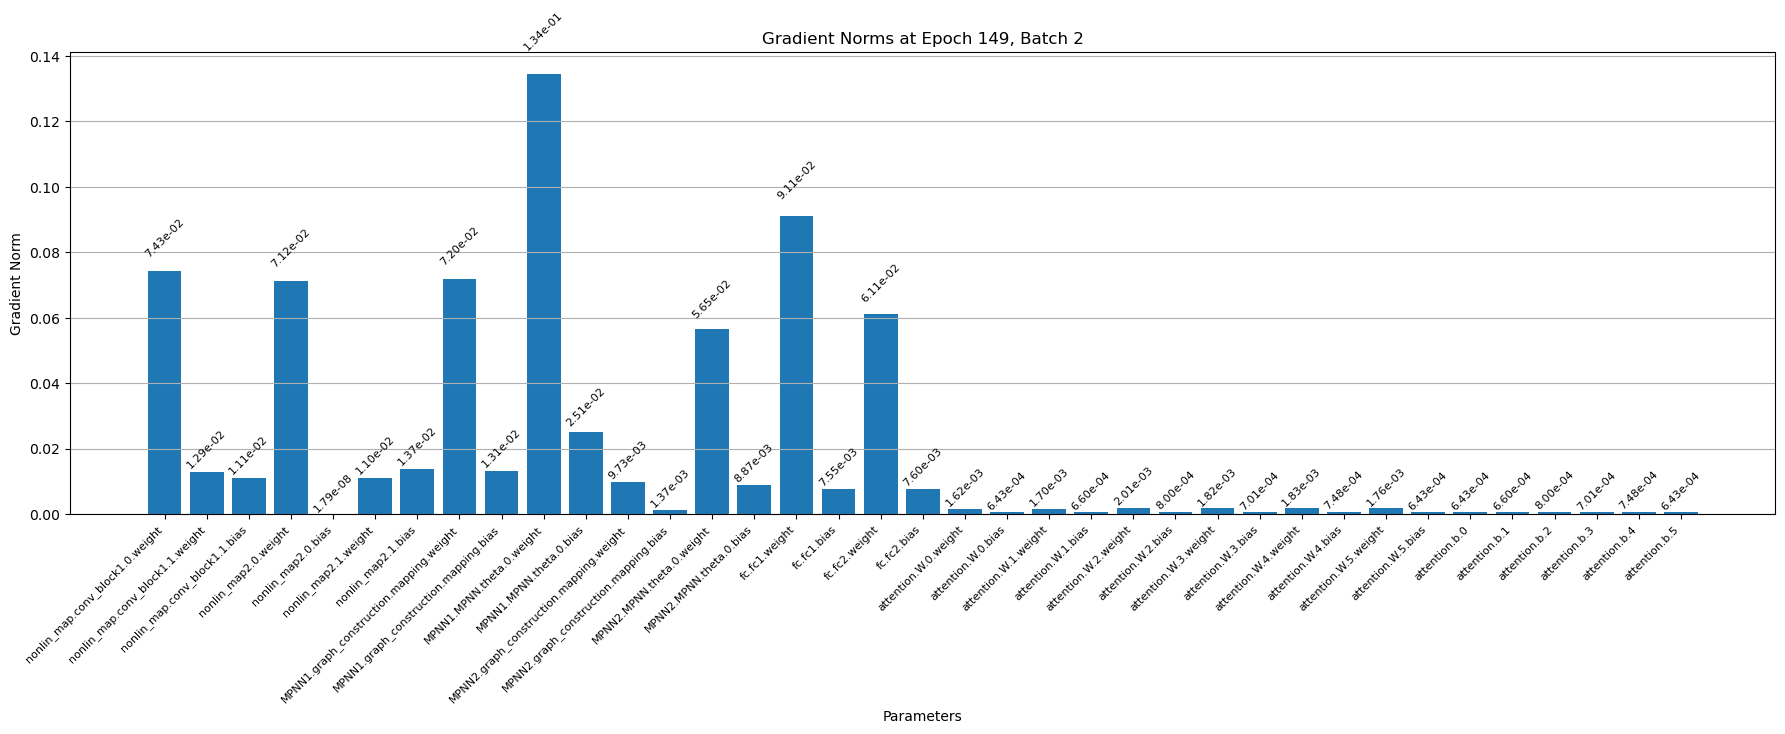 Gradient Norms at Epoch 149, Batch 2
Gradient Norm
0.14
0.12
0.10
0.08
0.06
0.04
0.02
0.00
7.43e-02
1.29e-02
1.11e-02
7.12e-02
1.79e-08
1.10e-02
1.37e-02
7.20e-02
1.31e-02
1.34e-01
2.51e-02
9.73e-03
1.37e-03
5.65e-02
8.87e-03
9.11e-02
7.55e-03
6.11e-02
7.60e-03
1.62e-03
6.43e-04
1.70e-03
6.60e-04
2.01e-03
8.00e-04
1.82e-03
7.01e-04
1.83e-03
7.48e-04
1.76e-03
6.43e-04
6.43e-04
6.60e-04
8.00e-04
7.01e-04
7.48e-04
6.43e-04
nonlin_map.conv_block1.0.weight
nonlin_map.conv_block1.1.weight
nonlin_map.conv_block1.1.bias
nonlin_map2.0.weight
nonlin_map2.0.bias
nonlin_map2.1.weight
nonlin_map2.1.bias
MPNN1.graph_construction.mapping.weight
MPNN1.graph_construction.mapping.bias
MPNN1.MPNN.theta.0.weight
MPNN1.MPNN.theta.0.bias
MPNN2.graph_construction.mapping.weight
MPNN2.graph_construction.mapping.bias
MPNN2.MPNN.theta.0.weight
MPNN2.MPNN.theta.0.bias
fc.fc1.weight
fc.fc1.bias
fc.fc2.weight
fc.fc2.bias
attention.W.0.weight
attention.W.0.bias
attention.W.1.weight
attention.W.1.bias
attention.W.2.weight
attention.W.2.bias
attention.W.3.weight
attention.W.3.bias
attention.W.4.weight
attention.W.4.bias
attention.W.5.weight
attention.W.5.bias
attention.b.0
attention.b.1
attention.b.2
attention.b.3
attention.b.4
attention.b.5
Parameters